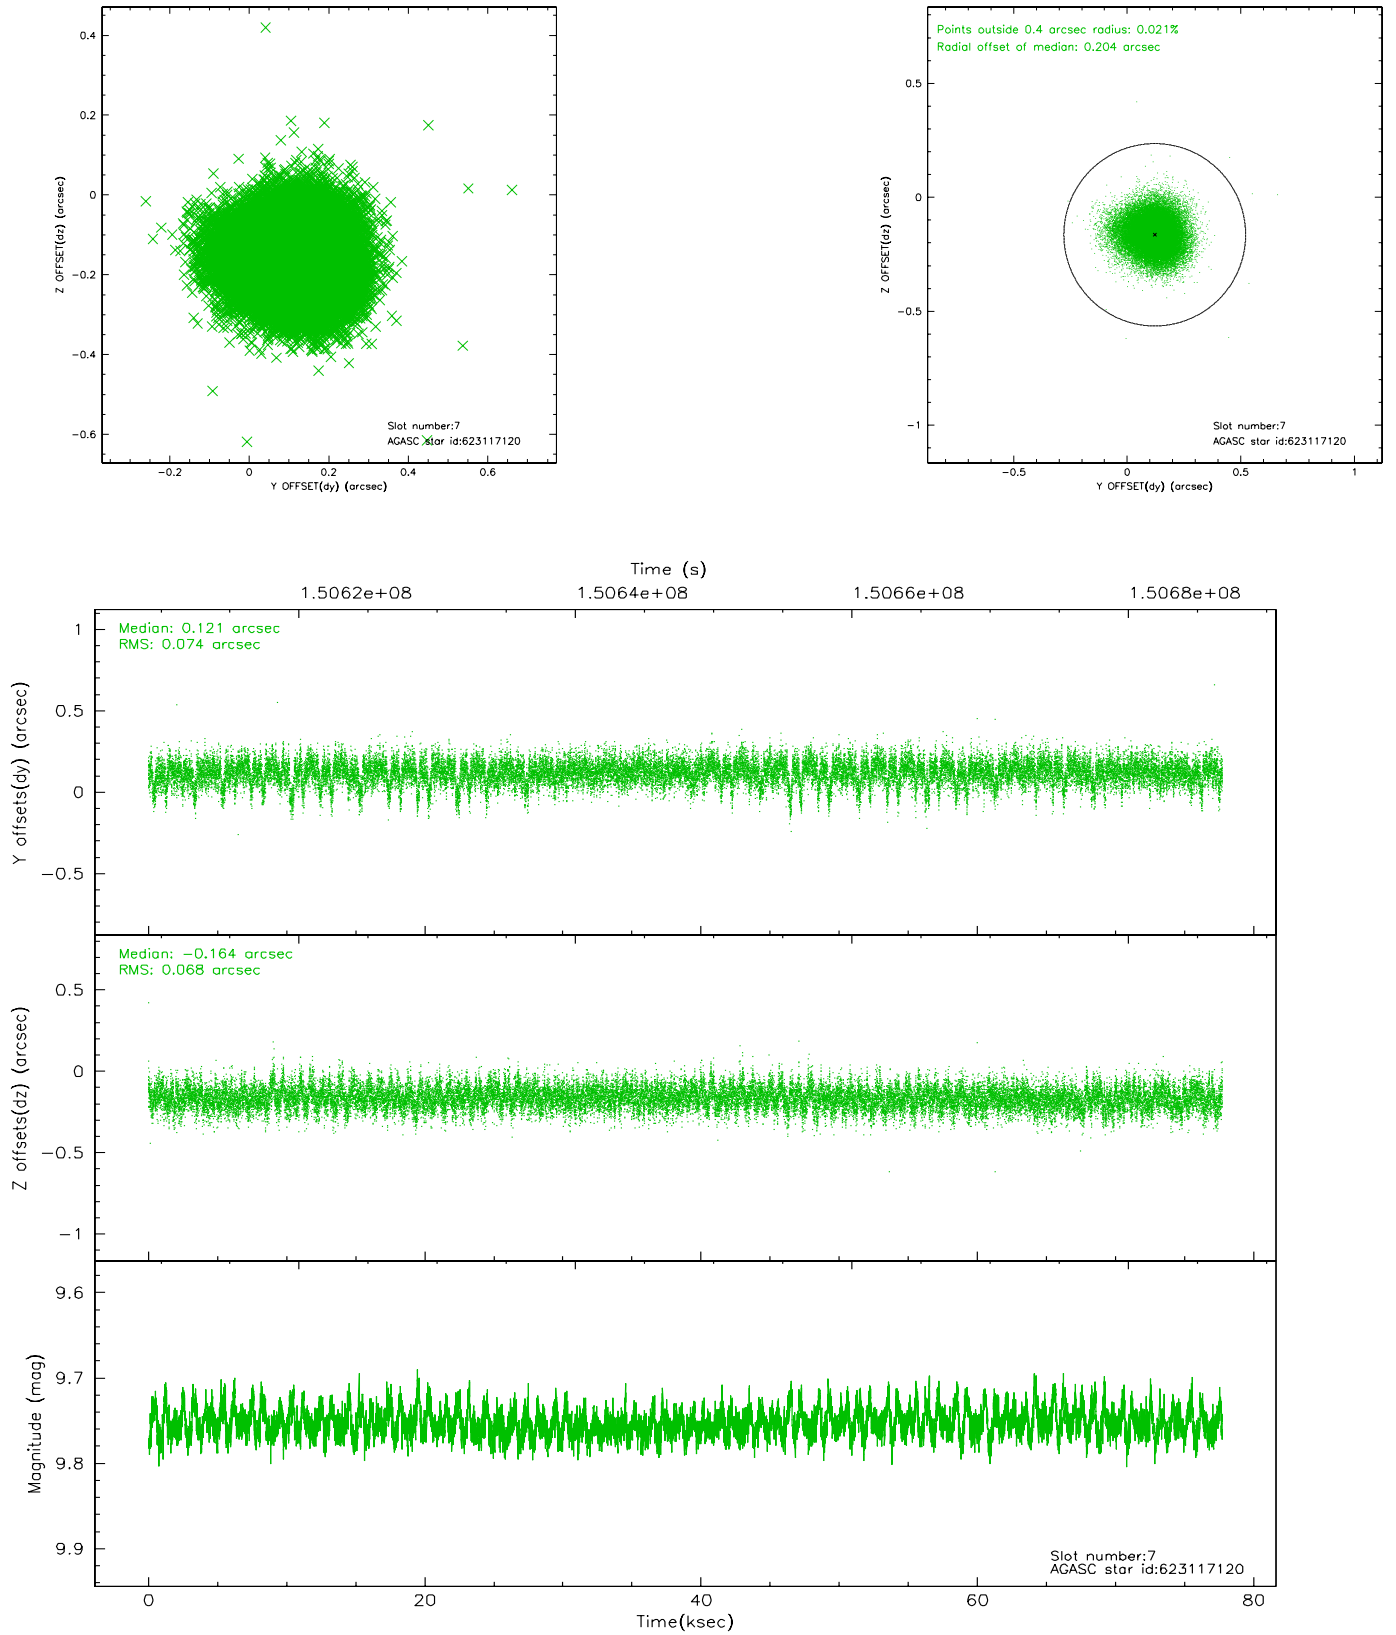 0.4
0.2
0
−0.2
−0.4
−0.6
Z OFFSET(dz) (arcsec)
−0.2
0
0.2
0.4
0.6
Y OFFSET(dy) (arcsec)
Slot number:7
AGASC star id:623117120
Points outside 0.4 arcsec radius: 0.021%
Radial offset of median: 0.204 arcsec
0.5
0
−0.5
−1
Z OFFSET(dz) (arcsec)
−0.5
0
0.5
1
Y OFFSET(dy) (arcsec)
Slot number:7
AGASC star id:623117120
Time (s)
1.5062e+08
1.5064e+08
1.5066e+08
1.5068e+08
Median: 0.121 arcsec
RMS: 0.074 arcsec
1
0.5
0
−0.5
Y offsets(dy) (arcsec)
Median: −0.164 arcsec
RMS: 0.068 arcsec
0.5
0
−0.5
−1
Z offsets(dz) (arcsec)
9.6
9.7
9.8
9.9
Magnitude (mag)
Slot number:7
AGASC star id:623117120
0
20
40
60
80
Time(ksec)